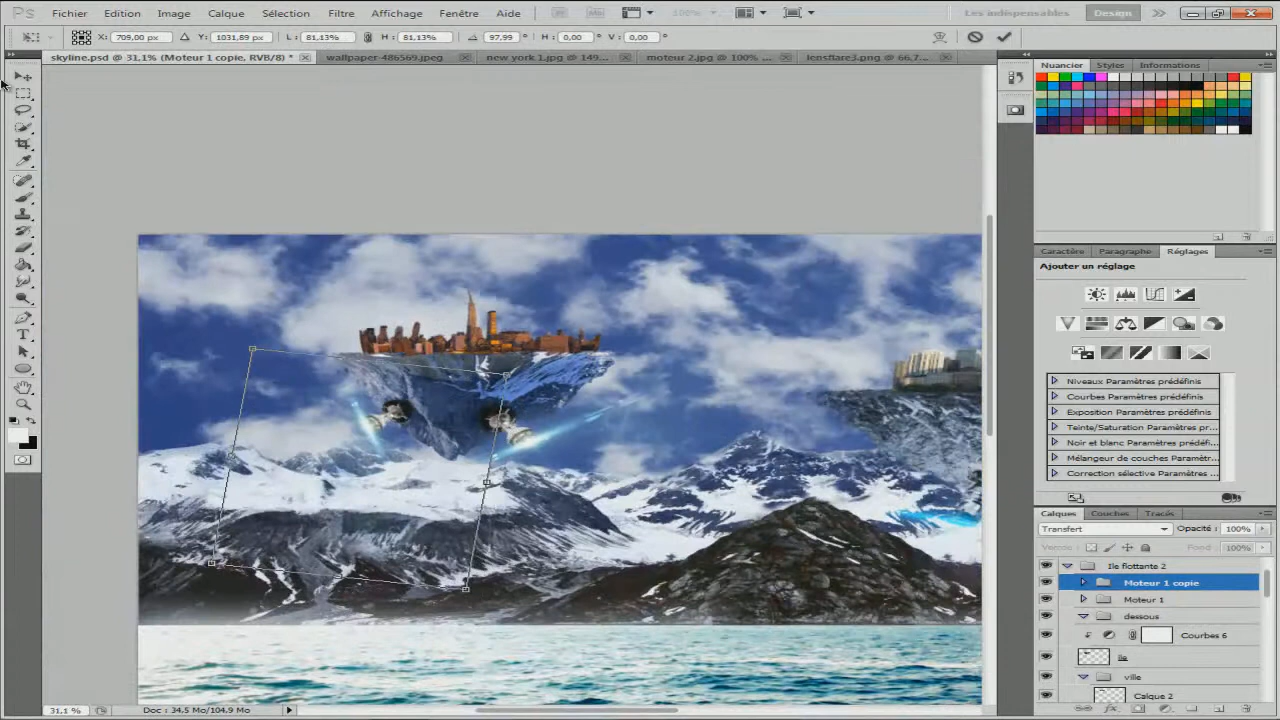 Ps Fichier Edition Image Calque Sélection Filtre Affichage Fenêtre Aide 100% Les indispensables Design
X: 709,00 px Y: 1031,89 px L: 81,13% H: 81,13% 97,99 ° H: 0,00 ° V: 0,00 °
skyline.psd @ 31,1% (Moteur 1 copie, RVB/8) * wallpaper-486569.jpeg new york 1.jpg @ 149... moteur 2.jpg @ 100% ... lensflare3.png @ 66,7...
Nuancier Styles Informations
Caractère Paragraphe Réglages
Ajouter un réglage
Niveaux Paramètres prédéfinis
Courbes Paramètres prédéfinis
Exposition Paramètres prédéfinis
Teinte/Saturation Paramètres pr...
Noir et blanc Paramètres prédéfi...
Mélangeur de couches Paramètr...
Correction sélective Paramètres ...
Calques Couches Tracés
Transfert Opacité : 100%
Verrou : Fond : 100%
Ile flottante 2
Moteur 1 copie
Moteur 1
dessous
Courbes 6
ile
ville
Calque 2
31,1 % Doc : 34,5 Mo/104,9 Mo